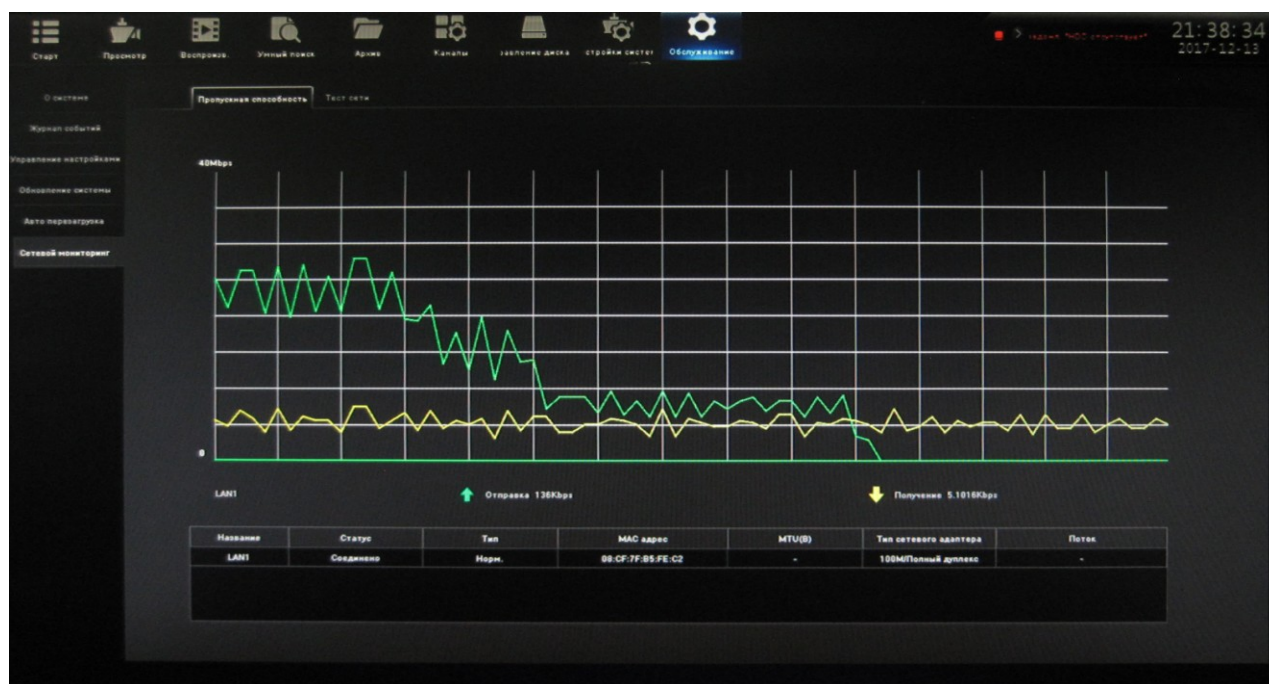 Старт
Просмотр
Воспроизв.
Умный поиск
Архив
Каналы
диска
Обслуживание
21:38:34
2017-12-13
О системе
Журнал событий
Управление настройками
Обновление системы
Авто перезагрузка
Сетевой мониторинг
Пропускная способность
Тест сети
40Mbps
0
LAN1
Отправка 136Kbps
Получение 5.1016Kbps
Название Статус Тип MAC адрес MTU(B) Тип сетевого адаптера Поток
LAN1 Соединено Норм. 08:CF:7F:B5:FE:C2 - 100M/Полный дуплекс -